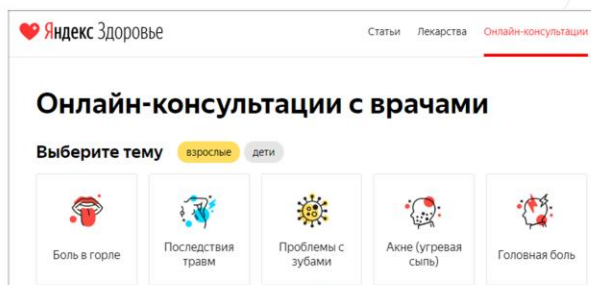 Яндекс Здоровье
Статьи Лекарства Онлайн-консультации
Онлайн-консультации с врачами
Выберите тему взрослые дети
Боль в горле
Последствия
травм
Проблемы с
зубами
Акне (угревая
сыпь)
Головная боль